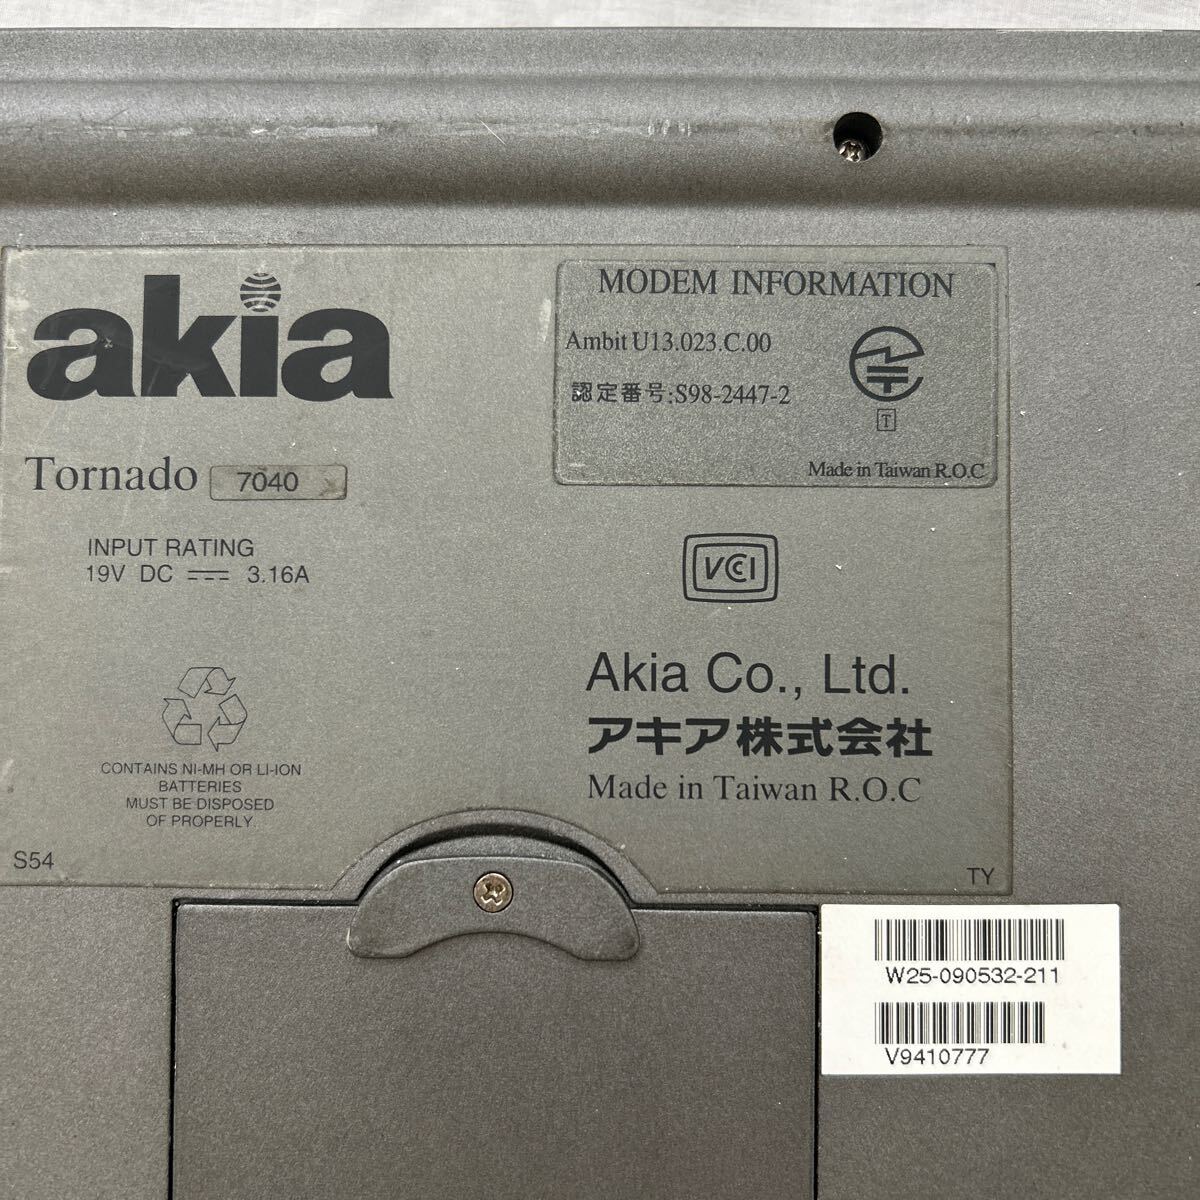 akia
MODEM INFORMATION
Ambit U13.023.C.00
認定番号:S98-2447-2
T
Made in Taiwan R.O.C
Tornado 7040
INPUT RATING
19V DC 3.16A
VCCI
Akia Co., Ltd.
アキア株式会社
Made in Taiwan R.O.C
CONTAINS NI-MH OR LI-ION
BATTERIES
MUST BE DISPOSED
OF PROPERLY.
S54
TY
W25-090532-211
V9410777